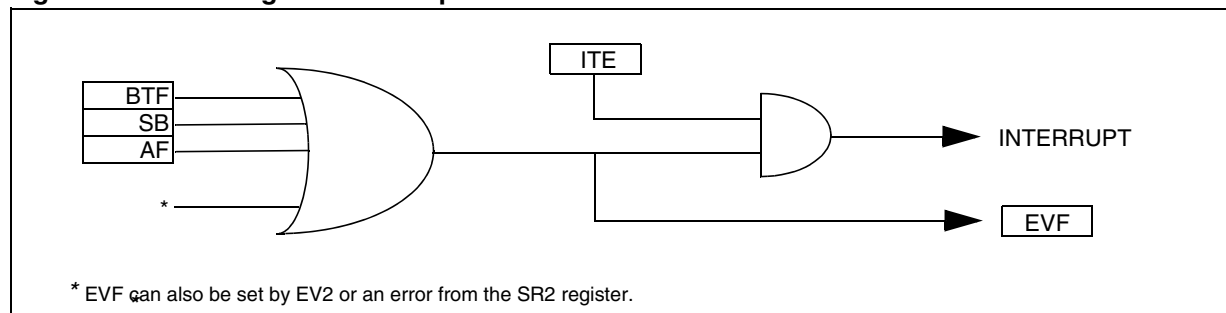 ITE
BTF
SB
AF
INTERRUPT
*
EVF
* EVF can also be set by EV2 or an error from the SR2 register.
*